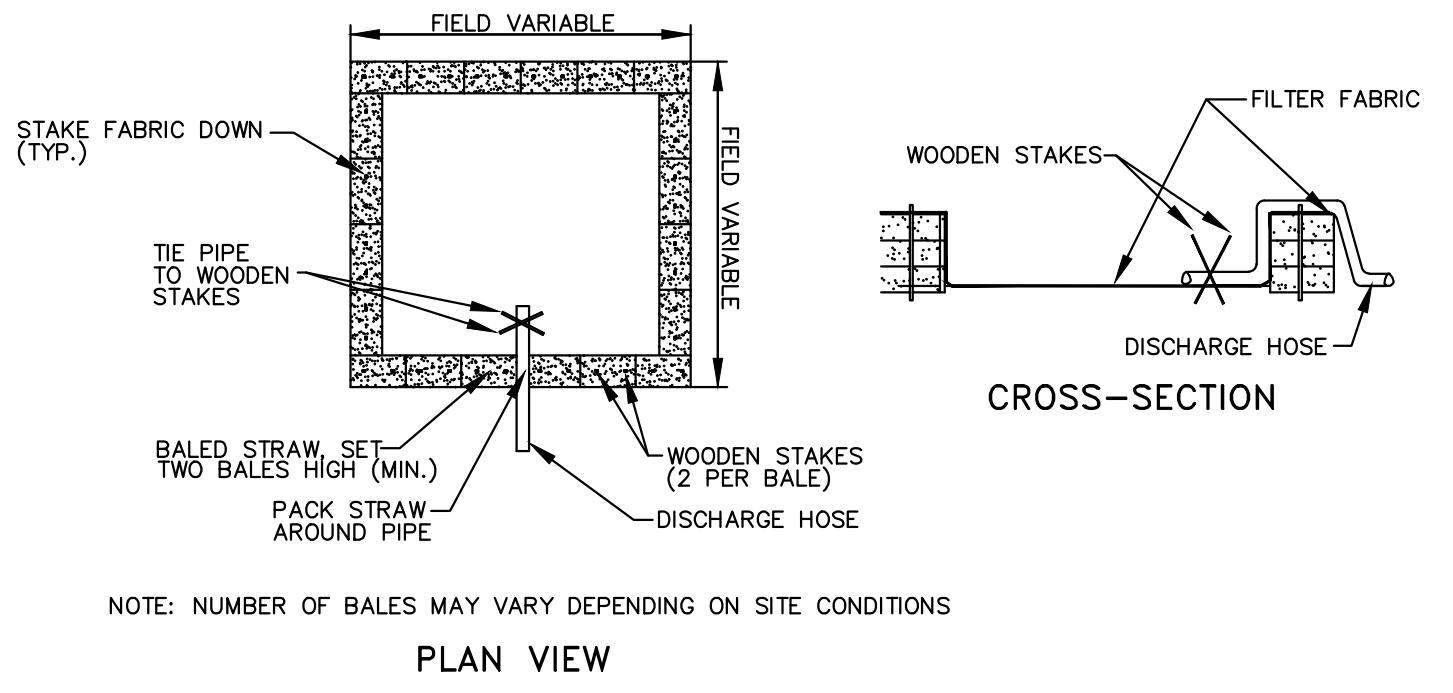 FIELD VARIABLE
STAKE FABRIC DOWN
(TYP.)
FIELD VARIABLE
TIE PIPE
TO WOODEN
STAKES
BALED STRAW, SET
TWO BALES HIGH (MIN.)
PACK STRAW
AROUND PIPE
WOODEN STAKES
(2 PER BALE)
DISCHARGE HOSE
NOTE: NUMBER OF BALES MAY VARY DEPENDING ON SITE CONDITIONS
PLAN VIEW
FILTER FABRIC
WOODEN STAKES
DISCHARGE HOSE
CROSS-SECTION